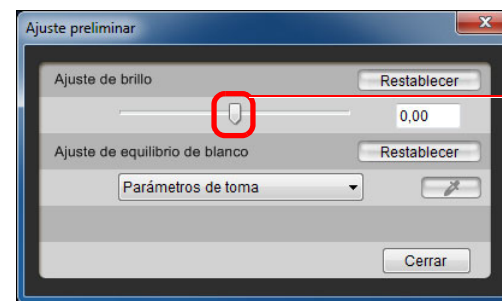 Ajuste preliminar
Ajuste de brillo Restablecer
0,00
Ajuste de equilibrio de blanco Restablecer
Parámetros de toma
Cerrar